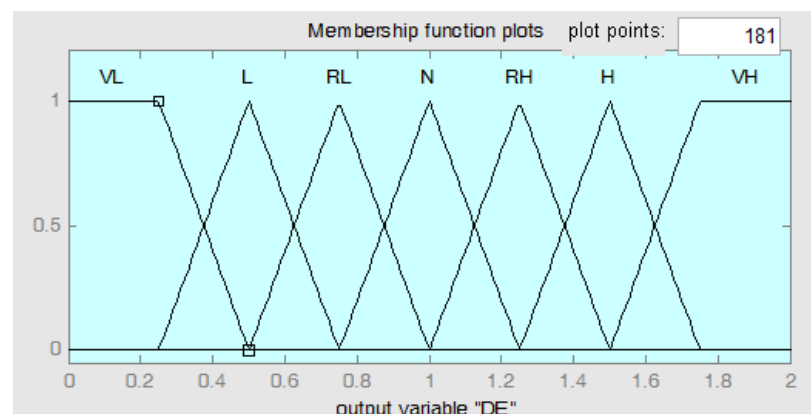 Membership function plots plot points: 181
VL L RL N RH H VH
1
0.5
0
0 0.2 0.4 0.6 0.8 1 1.2 1.4 1.6 1.8 2
output variable "DE"